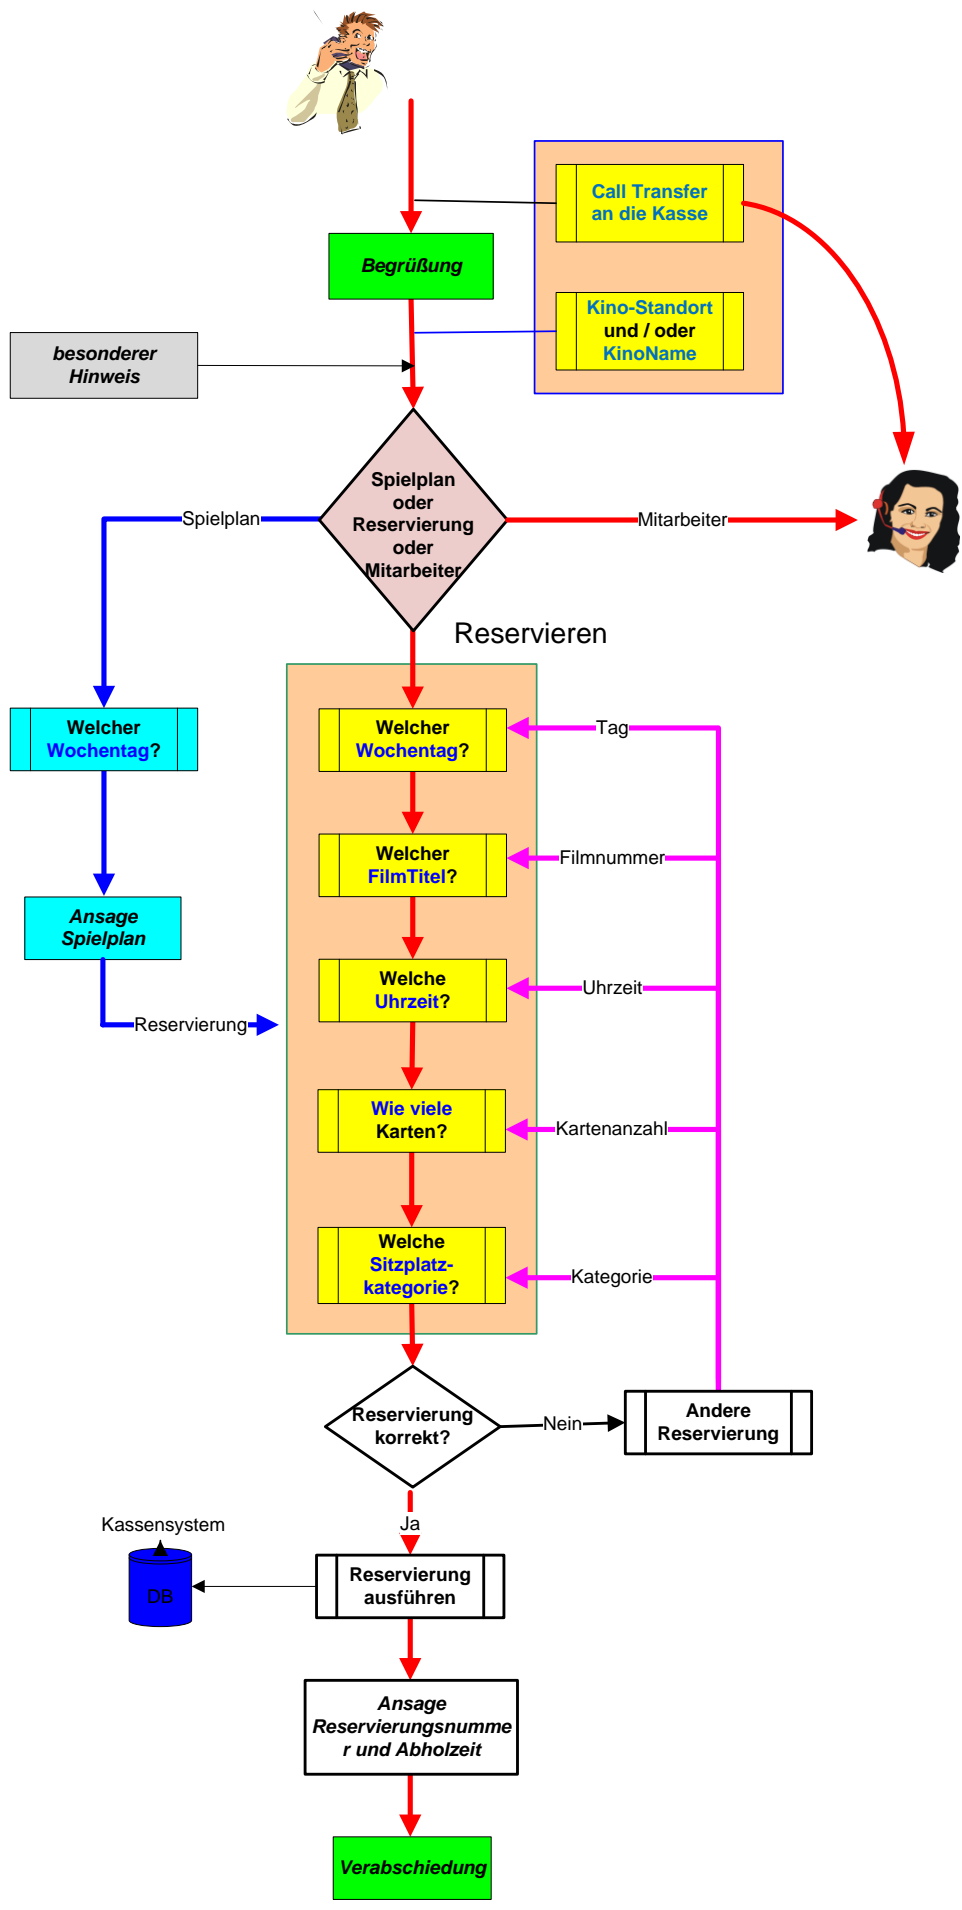 Call Transfer
an die Kasse
Begrüßung
Kino-Standort
und / oder
KinoName
besonderer
Hinweis
Spielplan
oder
Reservierung
oder
Mitarbeiter
Spielplan
Mitarbeiter
Reservieren
Welcher
Wochentag?
Welcher
Wochentag?
Tag
Welcher
FilmTitel?
Filmnummer
Ansage
Spielplan
Welche
Uhrzeit?
Uhrzeit
Reservierung
Wie viele
Karten?
Kartenanzahl
Welche
Sitzplatz-
kategorie?
Kategorie
Reservierung
korrekt?
Nein
Andere
Reservierung
Ja
Kassensystem
DB
Reservierung
ausführen
Ansage
Reservierungsnumme
r und Abholzeit
Verabschiedung